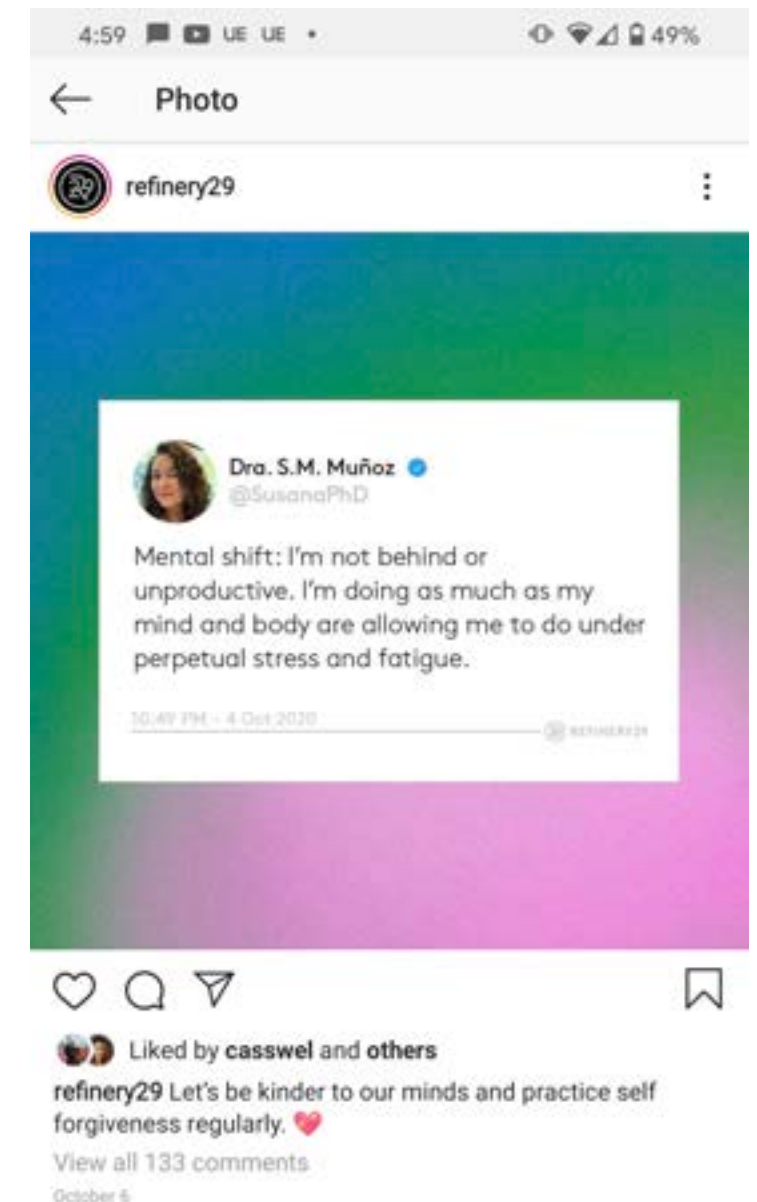 4:59 UE UE 49%
Photo
refinery29
Dra. S.M. Muñoz
@SusanaPhD
Mental shift: I'm not behind or
unproductive. I'm doing as much as my
mind and body are allowing me to do under
perpetual stress and fatigue.
10:49 PM - 4 Oct 2020
REFINERY29
Liked by casswel and others
refinery29 Let's be kinder to our minds and practice self
forgiveness regularly. 💖
View all 133 comments
October 6